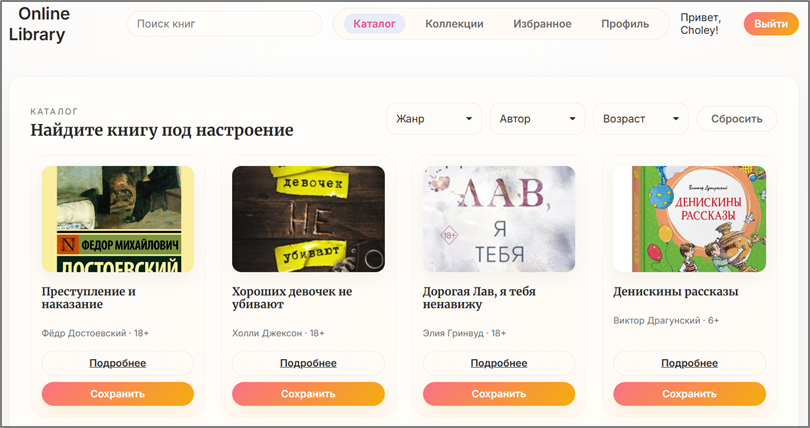 Online
Library
Поиск книг
Каталог
Коллекции
Избранное
Профиль
Привет,
Choley!
Выйти
КАТАЛОГ
Найдите книгу под настроение
Жанр
Автор
Возраст
Сбросить
N ФЕДОР МИХАЙЛОВИЧ
ДОСТОЕВСКИЙ
девочек
НЕ
убивают
ЛАВ,
Я
ТЕБЯ
18+
Виктор Драгунский
ДЕНИСКИНЫ
РАССКАЗЫ
Преступление и
наказание
Фёдр Достоевский · 18+
Подробнее
Сохранить
Хороших девочек не
убивают
Холли Джексон · 18+
Подробнее
Сохранить
Дорогая Лав, я тебя
ненавижу
Элия Гринвуд · 18+
Подробнее
Сохранить
Денискины рассказы
Виктор Драгунский · 6+
Подробнее
Сохранить